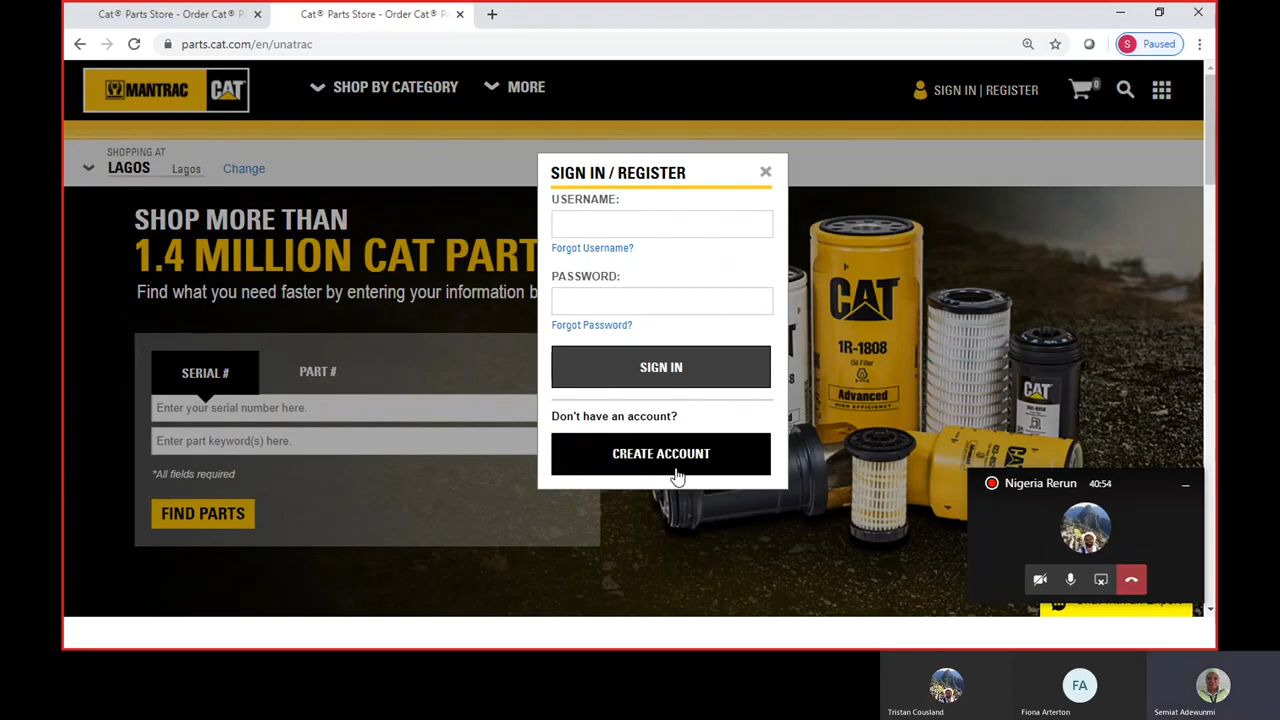 Cat® Parts Store - Order Cat® P
Cat® Parts Store - Order Cat® P
parts.cat.com/en/unatrac
S Paused
MANTRAC CAT
SHOP BY CATEGORY
MORE
SIGN IN | REGISTER
0
SHOPPING AT
LAGOS Lagos Change
SHOP MORE THAN
1.4 MILLION CAT PART
Find what you need faster by entering your information b
SERIAL #
PART #
Enter your serial number here.
Enter part keyword(s) here.
*All fields required
FIND PARTS
SIGN IN / REGISTER
USERNAME:
Forgot Username?
PASSWORD:
Forgot Password?
SIGN IN
Don't have an account?
CREATE ACCOUNT
CAT
1R-1808
Oil Filter
Advanced
HIGH EFFICIENCY
CAT
Nigeria Rerun 40:54
Tristan Cousland
FA
Fiona Arterton
Semiat Adewunmi